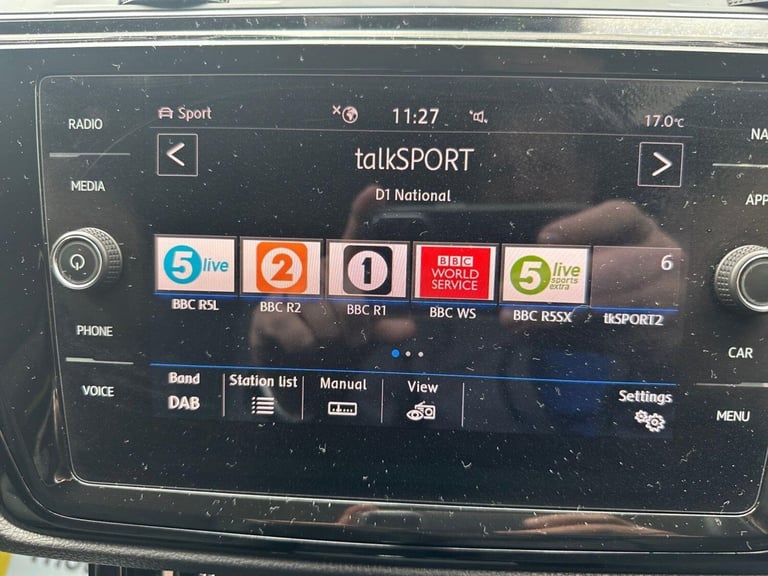 RADIO
MEDIA
PHONE
VOICE
Sport
11:27
17.0°C
talkSPORT
D1 National
5 live
2
1
BBC
WORLD
SERVICE
5 live
sports
extra
6
BBC R5L
BBC R2
BBC R1
BBC WS
BBC R5SX
tlkSPORT2
Band
DAB
Station list
Manual
View
Settings
NA
APP
CAR
MENU